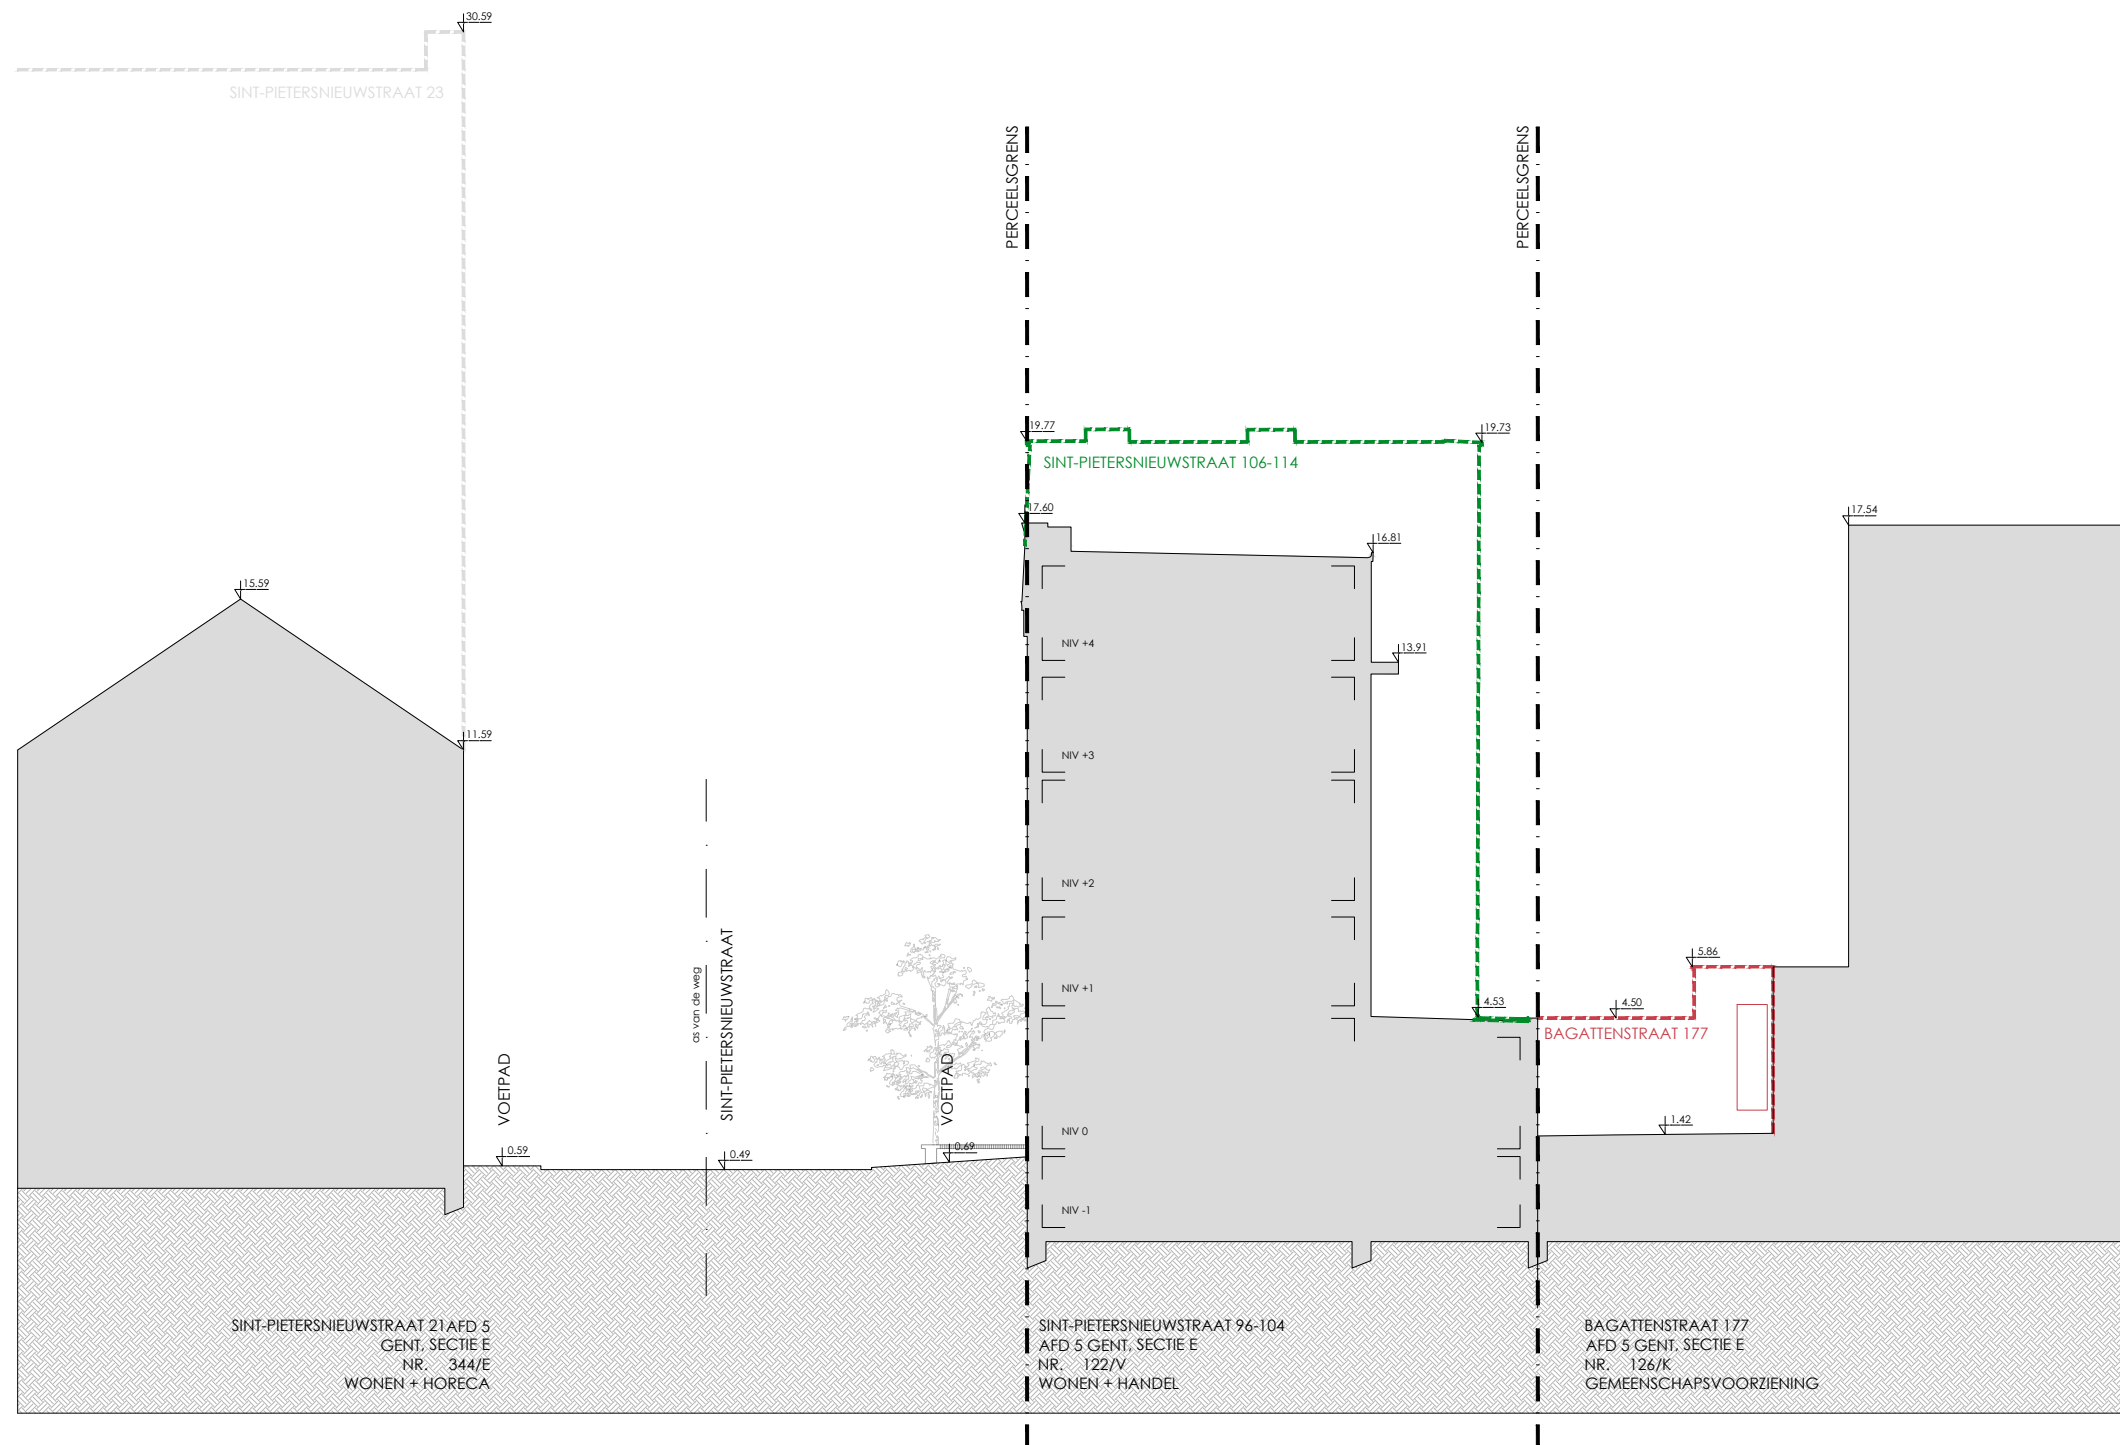 30.59
SINT-PIETERSNIEUWSTRAAT 23
PERCEELSGRENS
PERCEELSGRENS
19.77
19.73
SINT-PIETERSNIEUWSTRAAT 106-114
17.60
17.54
16.81
15.59
NIV +4
13.91
11.59
NIV +3
NIV +2
as van de weg
SINT-PIETERSNIEUWSTRAAT
5.86
NIV +1
4.53
4.50
BAGATTENSTRAAT 177
VOETPAD
VOETPAD
1.42
NIV 0
0.59
0.49
0.69
NIV -1
SINT-PIETERSNIEUWSTRAAT 21AFD 5
GENT, SECTIE E
NR. 344/E
WONEN + HORECA
SINT-PIETERSNIEUWSTRAAT 96-104
AFD 5 GENT, SECTIE E
NR. 122/V
WONEN + HANDEL
BAGATTENSTRAAT 177
AFD 5 GENT, SECTIE E
NR. 126/K
GEMEENSCHAPSVOORZIENING